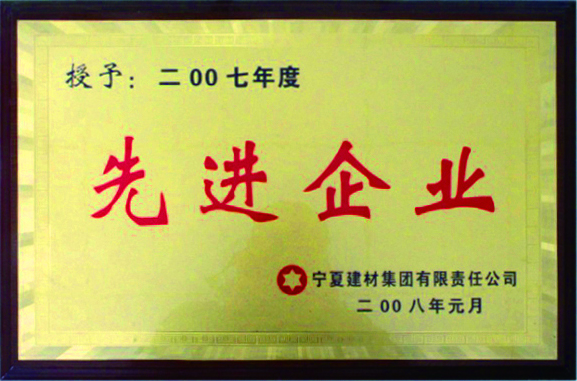 授予：二00七年度
先进企业
宁夏建材集团有限责任公司
二00八年元月